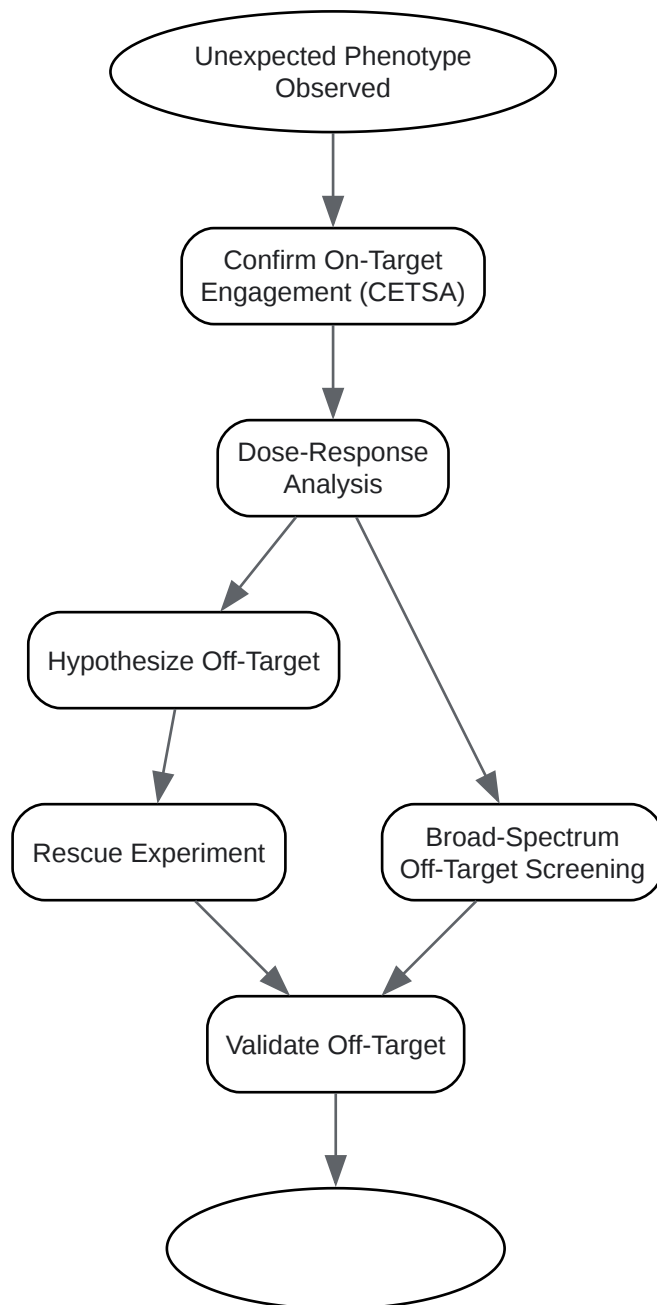 Unexpected Phenotype
Observed
Confirm On-Target
Engagement (CETSA)
Dose-Response
Analysis
Hypothesize Off-Target
Rescue Experiment
Broad-Spectrum
Off-Target Screening
Validate Off-Target